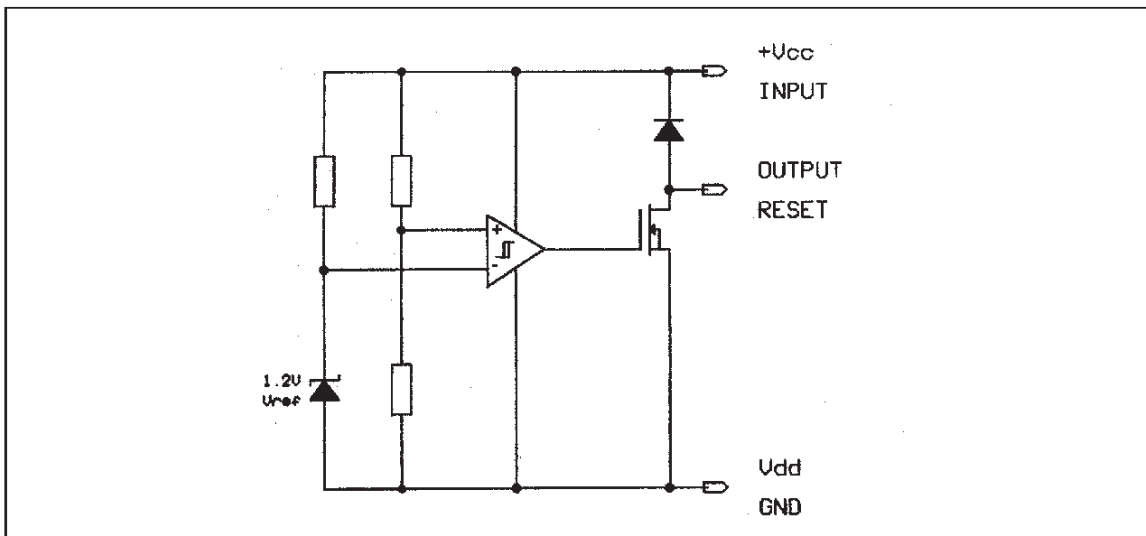 +Vcc
INPUT
OUTPUT
RESET
+
-
1.2V
Vref
Vdd
GND